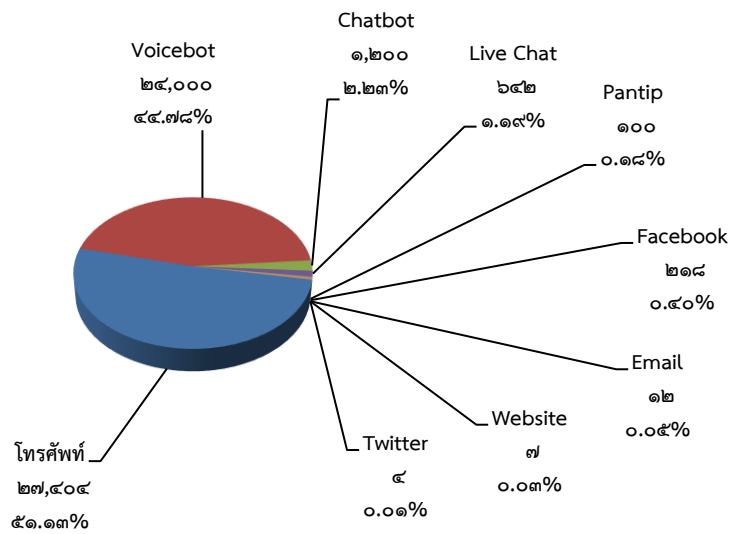 Chatbot
๑,๒๐๐
๒.๒๓%
Voicebot
๒๔,๐๐๐
๔๔.๗๘%
Live Chat
๖๔๒
๑.๑๙%
Pantip
๑๐๐
๐.๑๘%
Facebook
๒๑๘
๐.๔๐%
Email
๑๒
๐.๐๕%
Website
๗
๐.๐๓%
Twitter
๔
๐.๐๑%
โทรศัพท์
๒๗,๔๐๔
๕๑.๑๓%